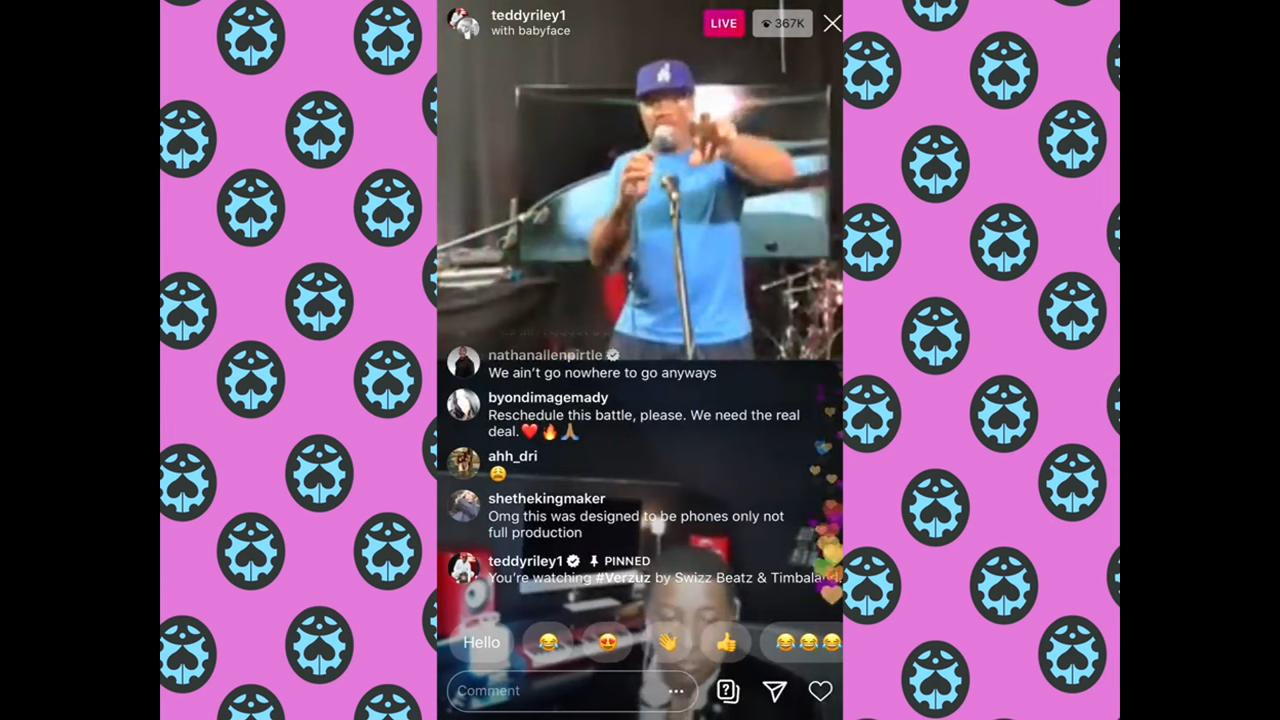 teddyriley1
with babyface
LIVE
367K
nathanallenpirtle
We ain't go nowhere to go anyways
byondimagemady
Reschedule this battle, please. We need the real
deal.❤️🔥🙏🏽
ahh_dri
😩
shethekingmaker
Omg this was designed to be phones only not
full production
teddyriley1 PINNED
You're watching #Verzuz by Swizz Beatz & Timbaland.
Hello 😂 😍 👋 👍 😂😂😂
Comment